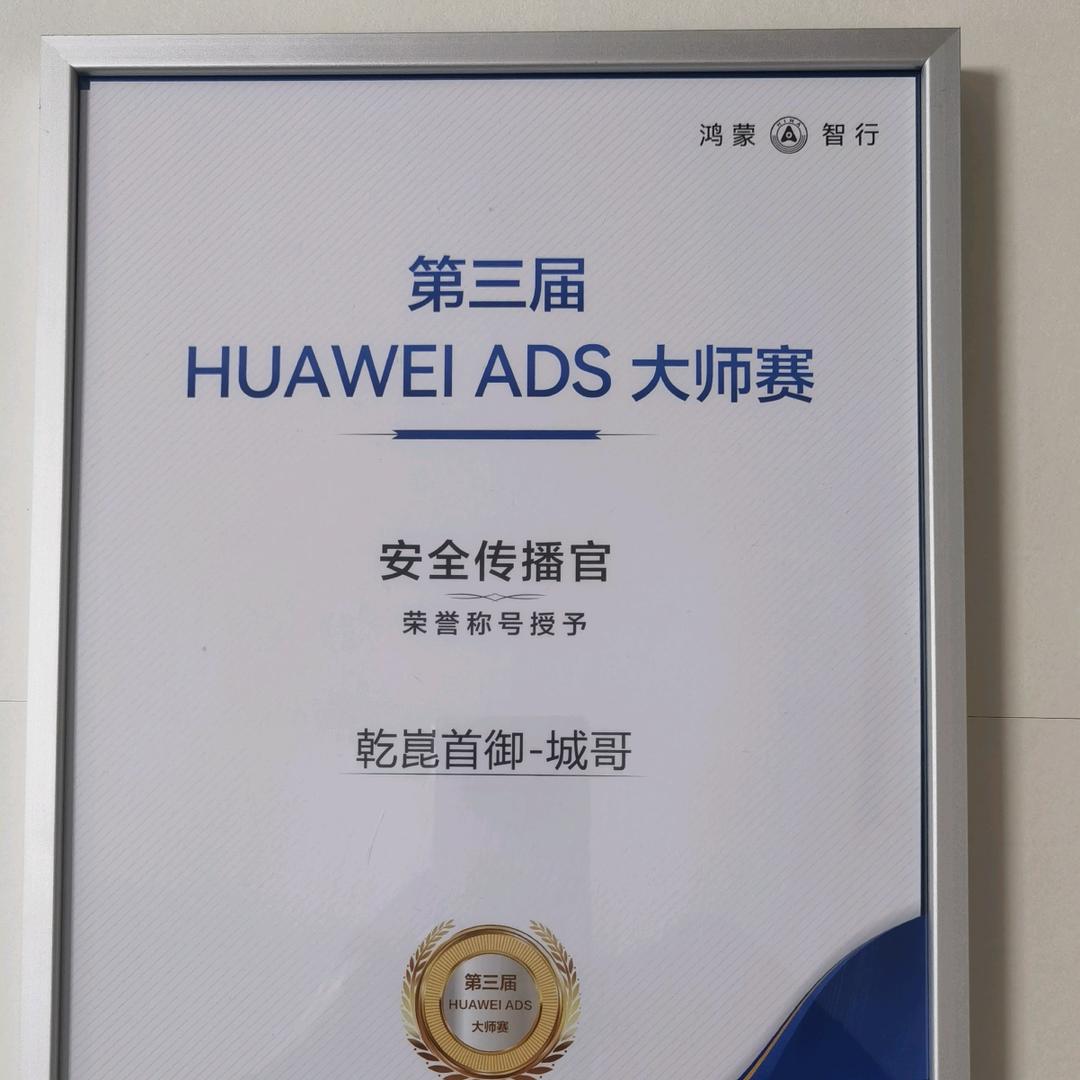 鸿蒙 HIMA 智行
第三届
HUAWEI ADS 大师赛
安全传播官
荣誉称号授予
乾崑首御-城哥
第三届
HUAWEI ADS
大师赛